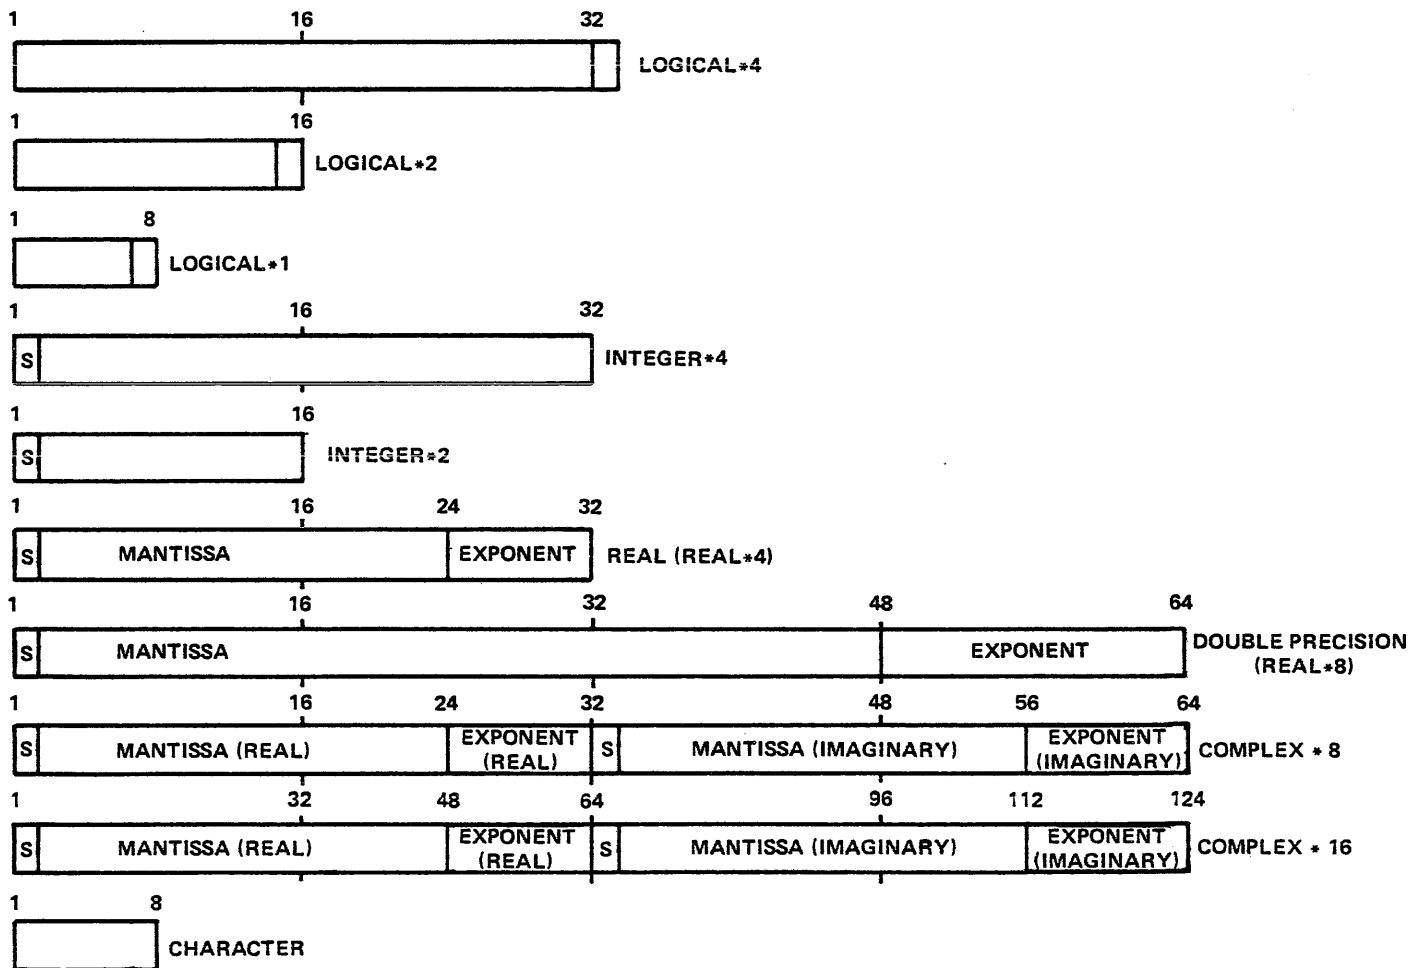 1 16 32
LOGICAL*4
1 16
LOGICAL*2
1 8
LOGICAL*1
1 16 32
S INTEGER*4
1 16
S INTEGER*2
1 16 24 32
S MANTISSA EXPONENT REAL (REAL*4)
1 16 32 48 64
S MANTISSA EXPONENT DOUBLE PRECISION
(REAL*8)
1 16 24 32 48 56 64
S MANTISSA (REAL) EXPONENT (REAL) S MANTISSA (IMAGINARY) EXPONENT (IMAGINARY) COMPLEX * 8
1 32 48 64 96 112 124
S MANTISSA (REAL) EXPONENT (REAL) S MANTISSA (IMAGINARY) EXPONENT (IMAGINARY) COMPLEX * 16
1 8
CHARACTER